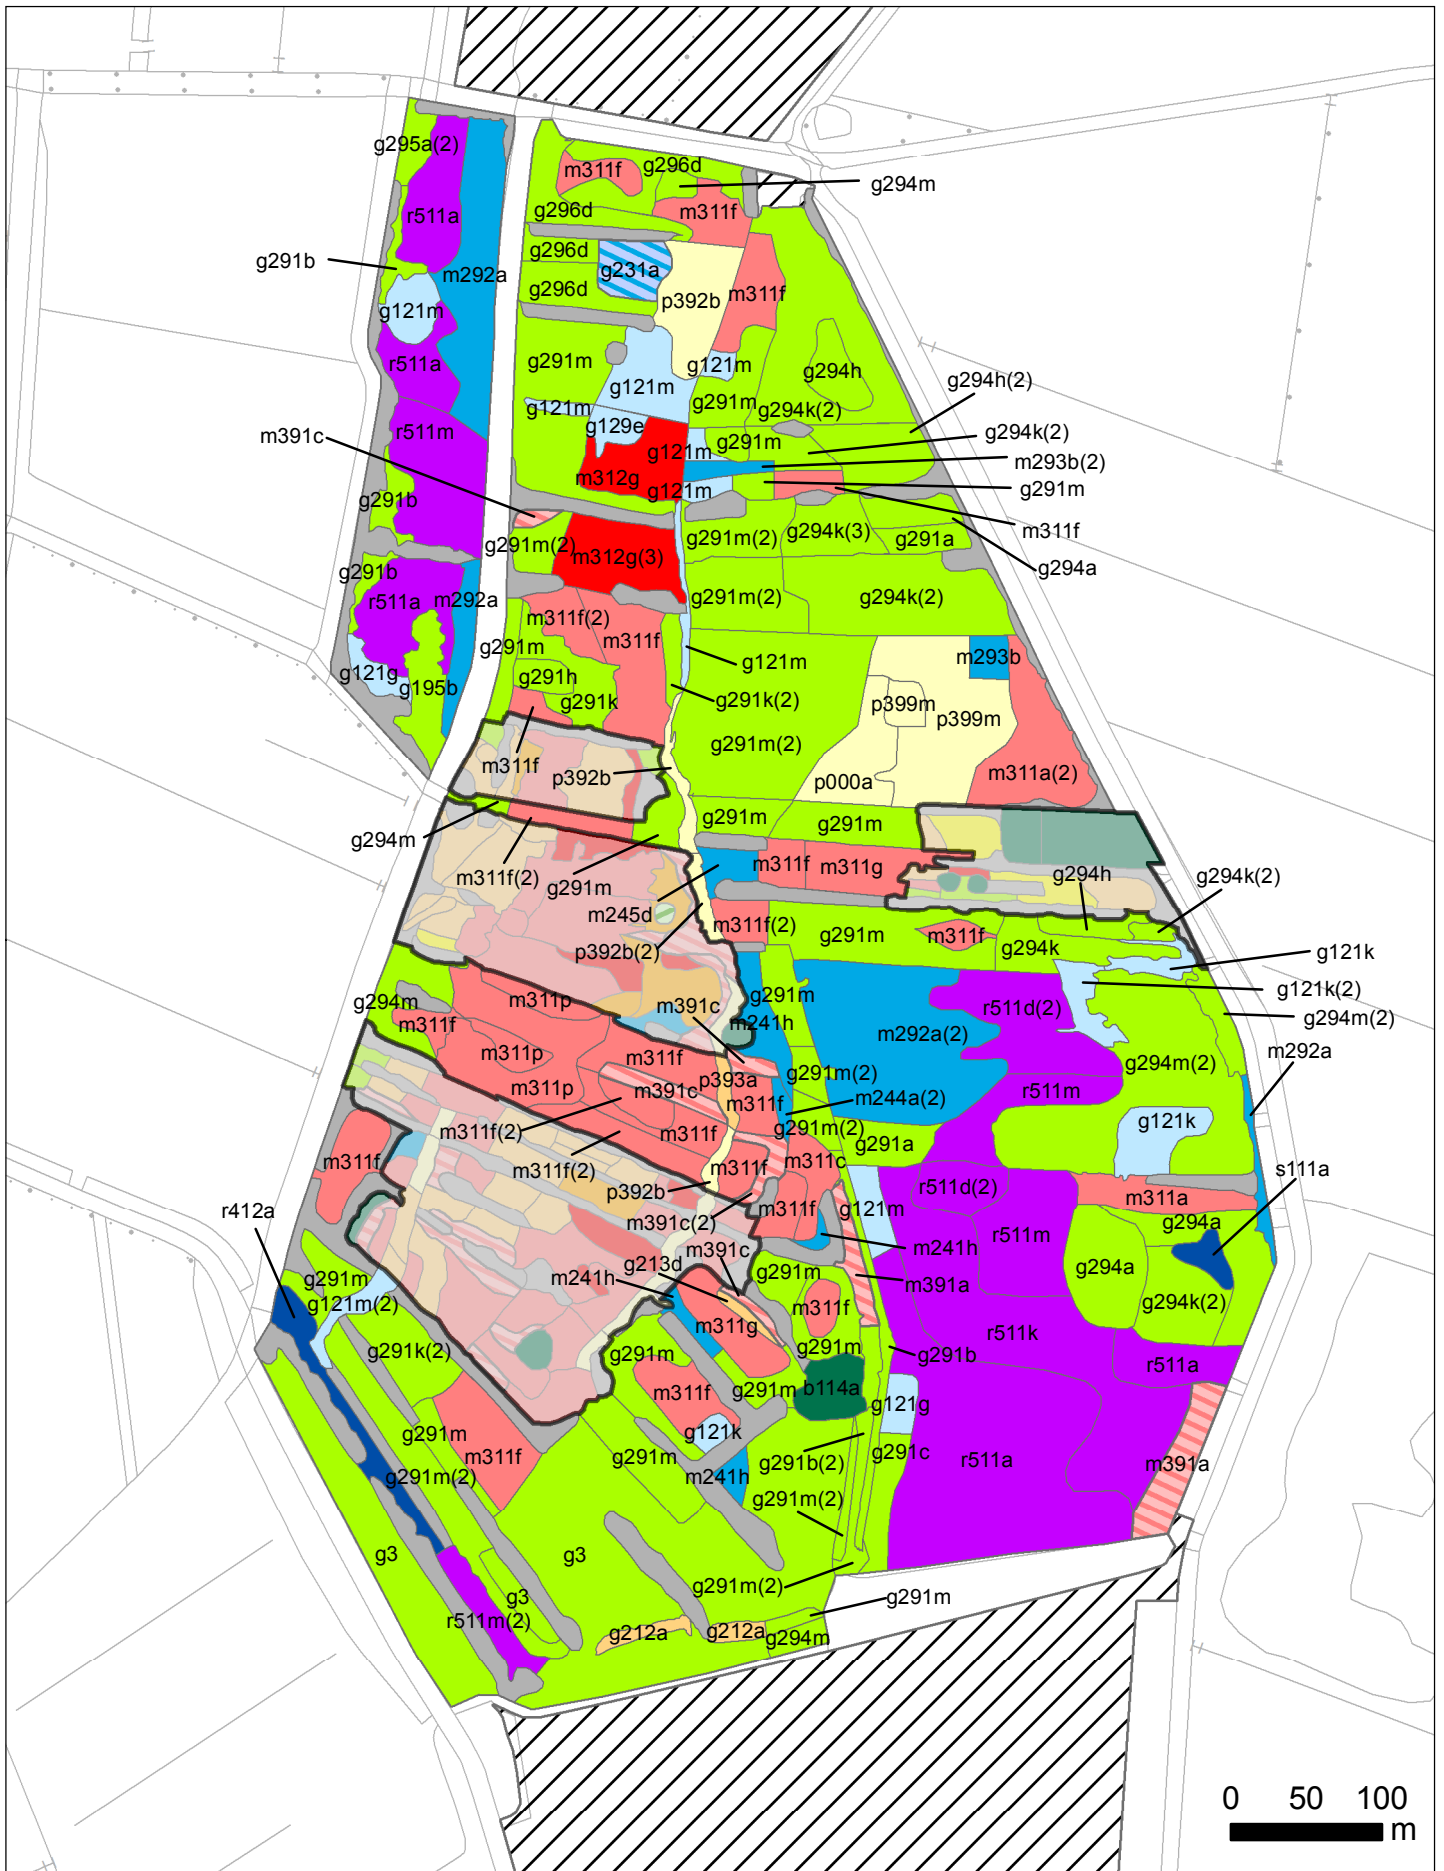 g295a(2)
m311f
g296d
g294m
r511a
g296d
m311f
g291b
m292a
g296d
g231a
g296d
p392b
m311f
g121m
r511a
g291m
g121m
g121m
g294h
g294h(2)
g121m
g291m
g294k(2)
m391c
r511m
g129e
g121m
g291m
g294k(2)
m293b(2)
m312g
g121m
g291m
g291b
m311f
g291m(2)
m312g(3)
g291m(2)
g294k(3)
g291a
g294a
g291b
r511a
m292a
g291m(2)
g294k(2)
m311f(2)
m311f
g291m
g121m
m293b
g121g
g195b
g291h
g291k
g291k(2)
p399m
p399m
g291m(2)
m311f
p392b
p000a
m311a(2)
g294m
g291m
g291m
m311f(2)
g291m
m311f
m311g
g294h
g294k(2)
m245d
m311f(2)
g291m
m311f
g294k
p392b(2)
g121k
g294m
m311p
m391c
g291m
r511d(2)
g121k(2)
m311f
m241h
m292a(2)
g294m(2)
m311p
m311f
g294m(2)
m292a
m311p
m391c
p393a
g291m(2)
r511m
m311f
m244a(2)
m311f(2)
m311f
g291m(2)
g291a
g121k
m311f
m311f(2)
m311f
m311c
s111a
p392b
r511d(2)
m311a
r412a
m391c(2)
m311f
g121m
r511m
g294a
m391c
m241h
g291m
g213d
g291m
g294a
m241h
m391a
g121m(2)
m311f
g294k(2)
m311g
r511k
g291k(2)
g291m
g291m
g291b
r511a
m311f
g291m
b114a
g121g
g291m
g121k
m311f
g291m
g291b(2)
g291c
r511a
m391a
g291m(2)
m241h
g291m(2)
g3
g3
g291m(2)
g3
g291m
r511m(2)
g212a
g212a
g294m
0 50 100
m